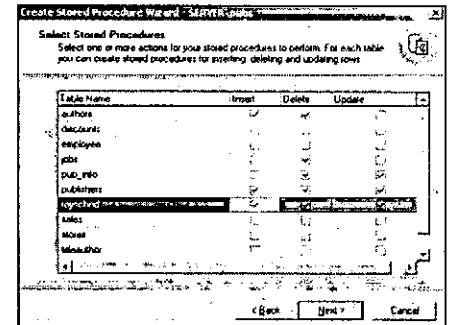 Create Stored Procedure Wizard - SERVER
Select Stored Procedures
Select one or more actions for your stored procedures to perform. For each table
you can create stored procedures for inserting, deleting and updating rows
Table Name Insert Delete Update
authors
discounts
employee
jobs
pub_info
publishers
roysched
sales
stores
titleauthor
< Back Next > Cancel